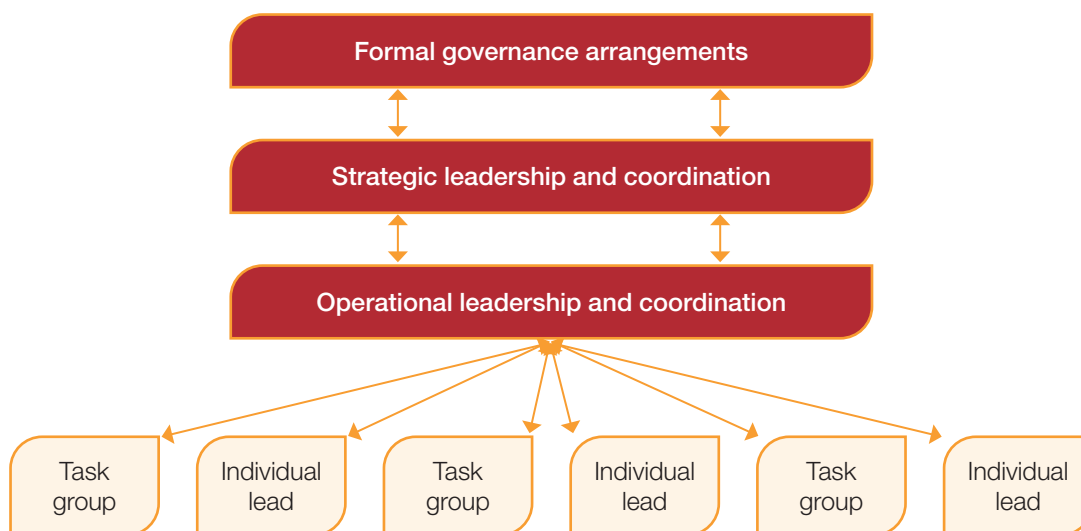 Formal governance arrangements
Strategic leadership and coordination
Operational leadership and coordination
Task
group
Individual
lead
Task
group
Individual
lead
Task
group
Individual
lead